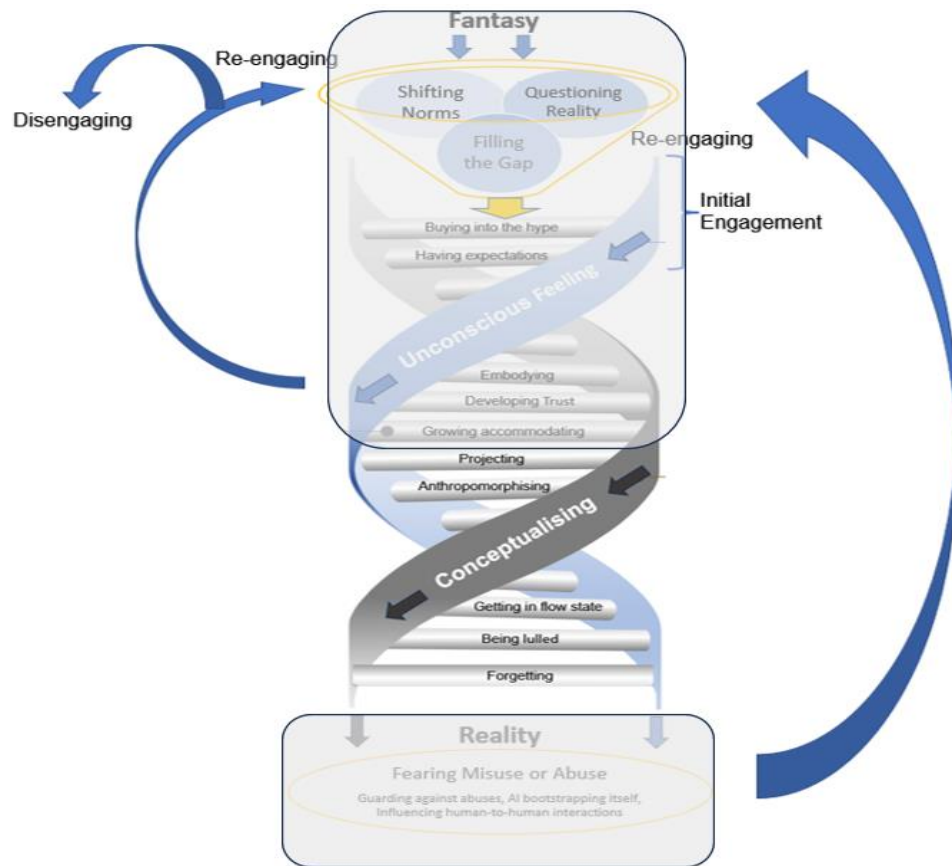 Fantasy
Re-engaging
Disengaging
Shifting
Norms
Questioning
Reality
Filling
the Gap
Re-engaging
Initial
Engagement
Buying into the hype
Having expectations
Unconscious Feeling
Embodying
Developing Trust
Growing accommodating
Projecting
Anthropomorphising
Conceptualising
Getting in flow state
Being lulled
Forgetting
Reality
Fearing Misuse or Abuse
Guarding against abuses, AI bootstrapping itself,
Influencing human-to-human interactions